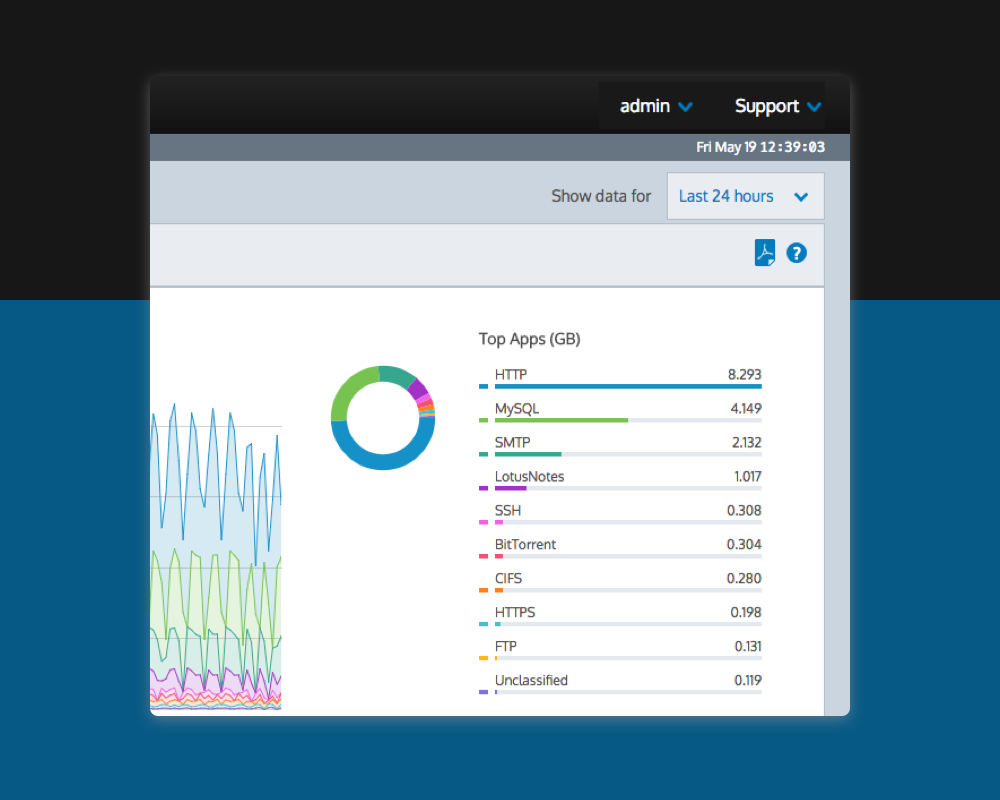 admin Support
Fri May 19 12:39:03
Show data for Last 24 hours
?
Top Apps (GB)
HTTP 8.293
MySQL 4.149
SMTP 2.132
LotusNotes 1.017
SSH 0.308
BitTorrent 0.304
CIFS 0.280
HTTPS 0.198
FTP 0.131
Unclassified 0.119